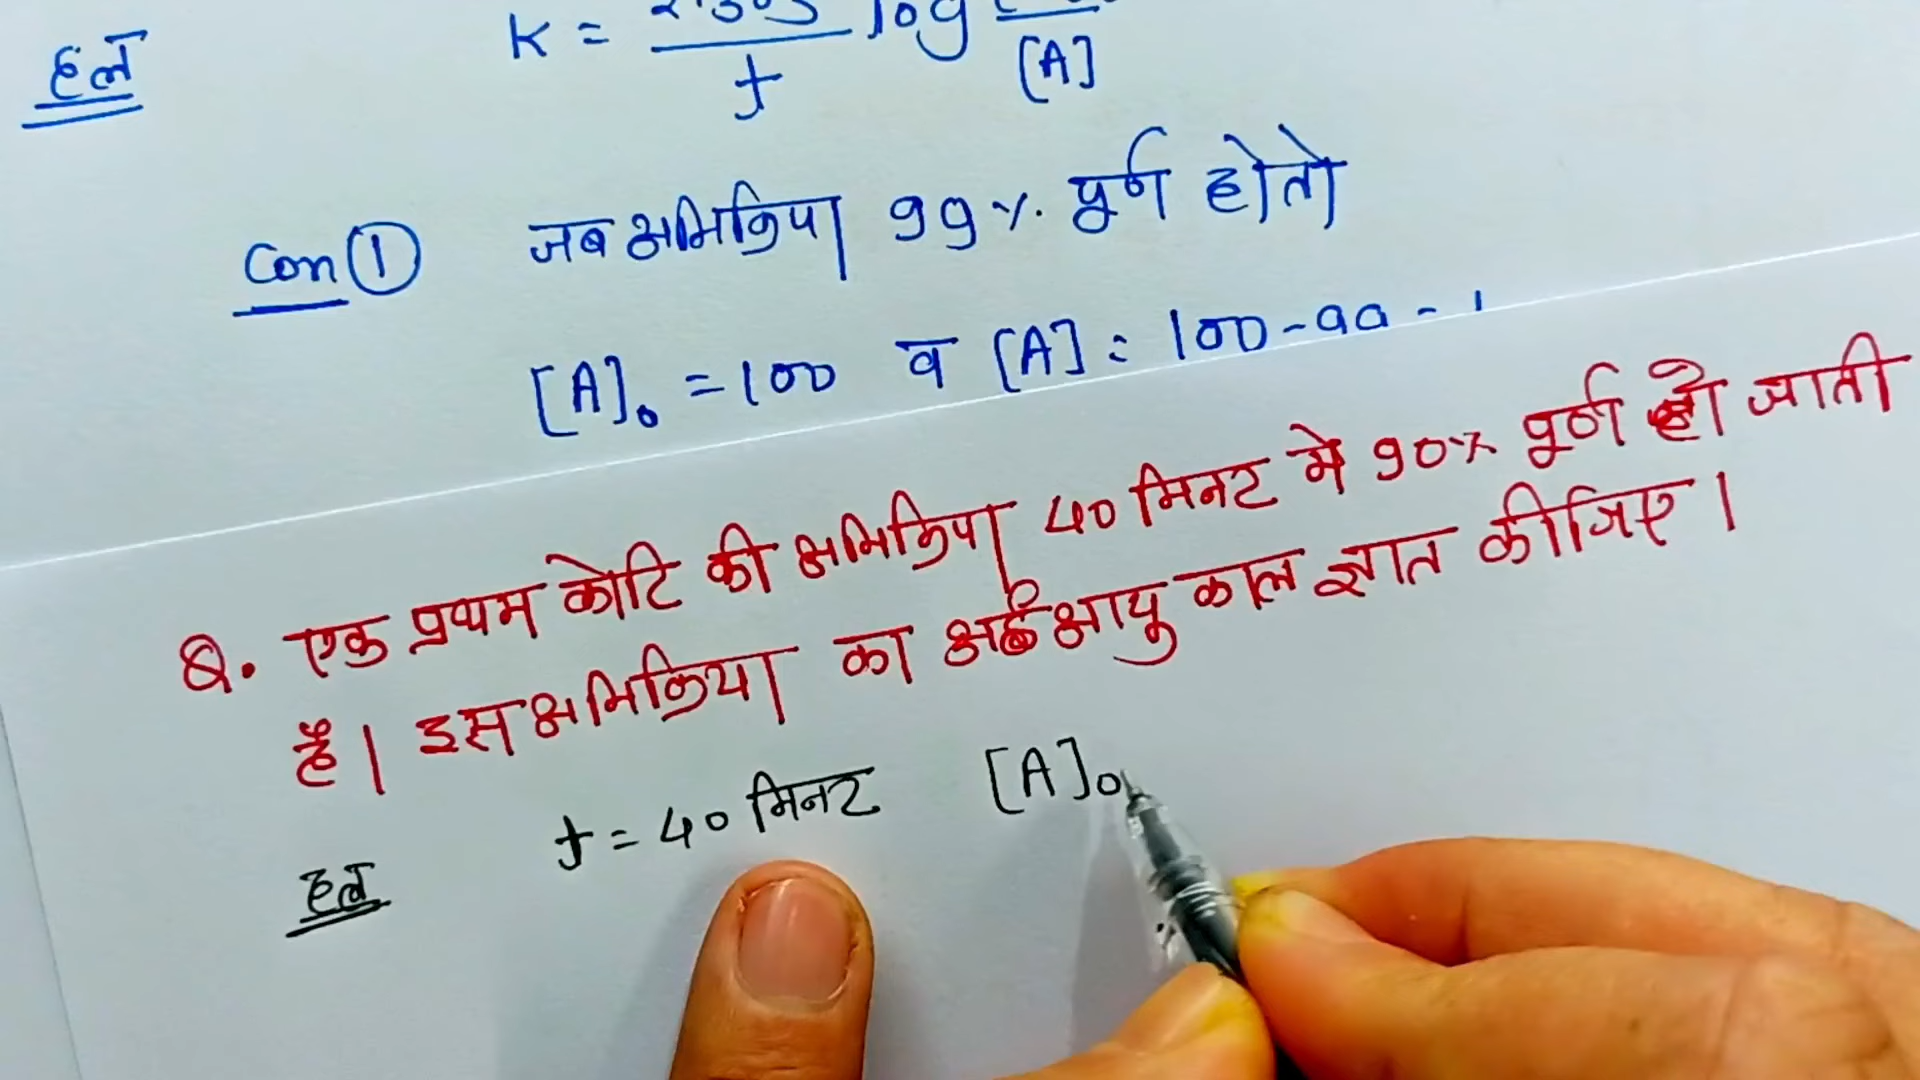 हल K = 2.303/t log /[A]
Con ① जब अभिक्रिया 99% पूर्ण हो तो
[A]₀ = 100 व [A] = 100-99 = 1
Q. एक प्रथम कोटि की अभिक्रिया 40 मिनट मे 90% पूर्ण हो जाती
है। इस अभिक्रिया का अर्द्धआयु काल ज्ञात कीजिए।
हल t = 40 मिनट [A]₀